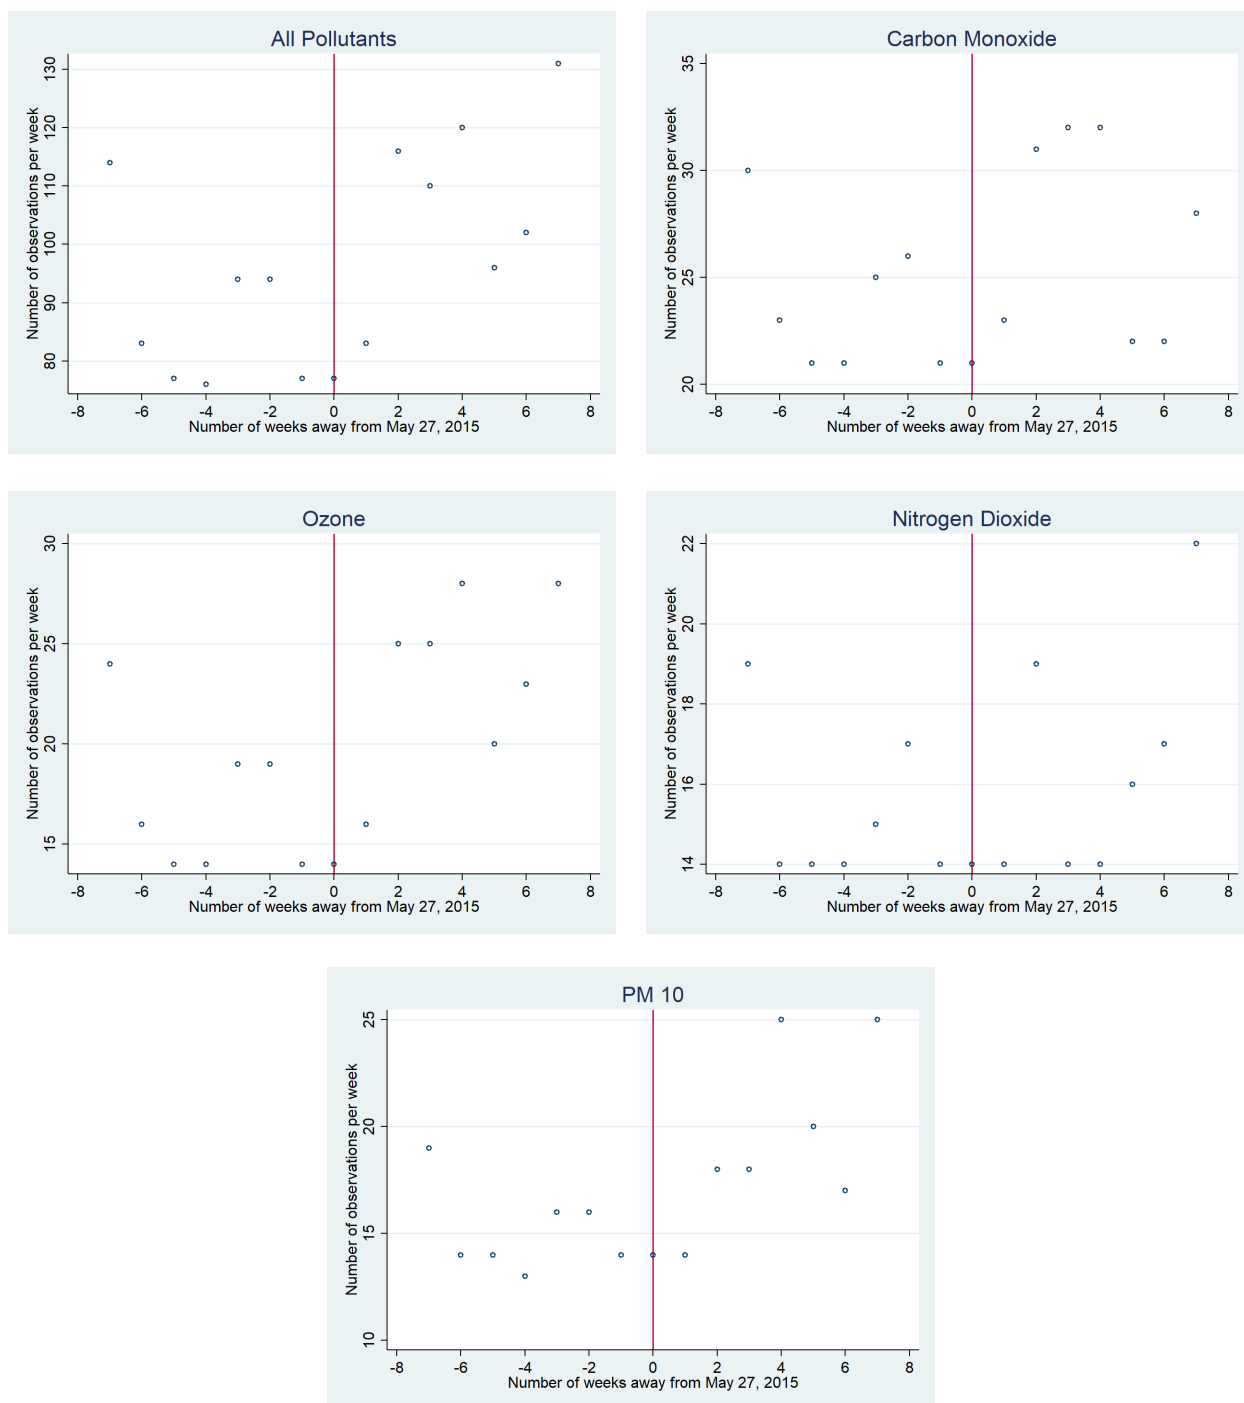 All Pollutants
Number of observations per week
130
120
110
100
90
80
-8 -6 -4 -2 0 2 4 6 8
Number of weeks away from May 27, 2015
Carbon Monoxide
Number of observations per week
35
30
25
20
-8 -6 -4 -2 0 2 4 6 8
Number of weeks away from May 27, 2015
Ozone
Number of observations per week
30
25
20
15
-8 -6 -4 -2 0 2 4 6 8
Number of weeks away from May 27, 2015
Nitrogen Dioxide
Number of observations per week
22
20
18
16
14
-8 -6 -4 -2 0 2 4 6 8
Number of weeks away from May 27, 2015
PM 10
Number of observations per week
25
20
15
10
-8 -6 -4 -2 0 2 4 6 8
Number of weeks away from May 27, 2015